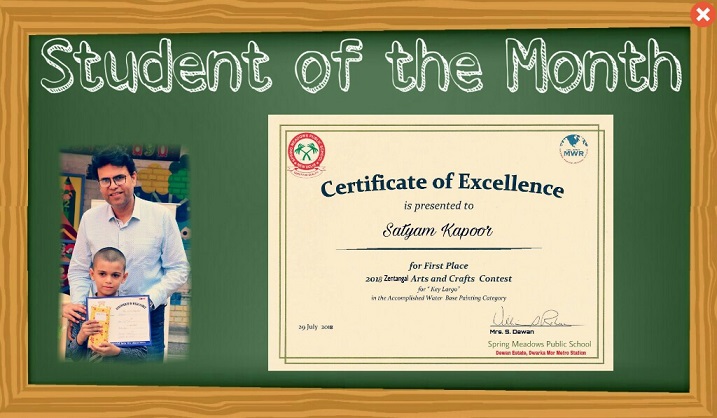 Student of the Month
MWR
Certificate of Excellence
is presented to
Satyam Kapoor
for First Place
2018 Zentangal Arts and Crafts Contest
for "Key Largo"
in the Accomplished Water Base Painting Category
29 July 2018
Mrs. S. Dewan
Spring Meadows Public School
Dewan Estate, Dwarka Mor Metro Station